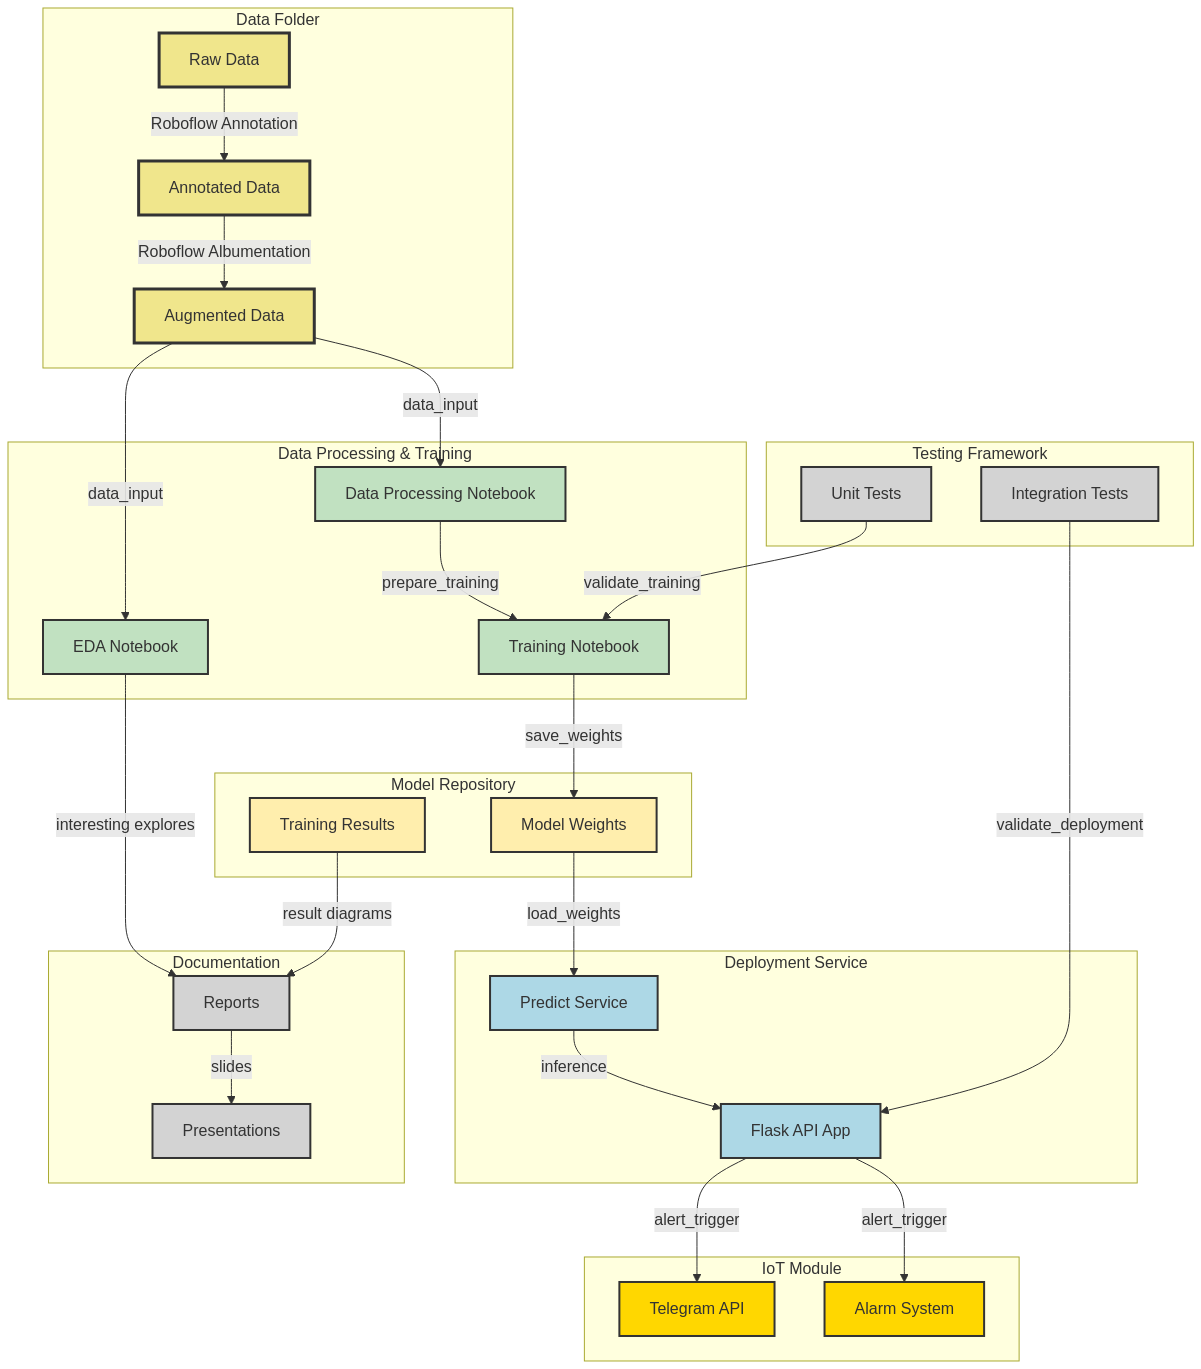 Data Folder
Raw Data
Roboflow Annotation
Annotated Data
Roboflow Albumentation
Augmented Data
data_input
data_input
Data Processing & Training
Data Processing Notebook
prepare_training
EDA Notebook
Training Notebook
Testing Framework
Unit Tests
Integration Tests
validate_training
save_weights
Model Repository
Training Results
Model Weights
interesting explores
validate_deployment
result diagrams
load_weights
Documentation
Reports
slides
Presentations
Deployment Service
Predict Service
inference
Flask API App
alert_trigger
alert_trigger
IoT Module
Telegram API
Alarm System